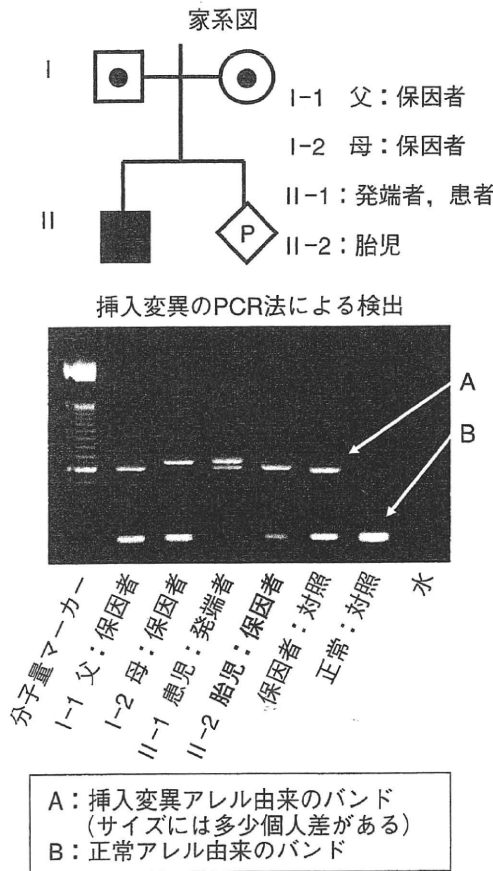 家系図
I
I-1 父：保因者
I-2 母：保因者
II-1：発端者，患者
II
P
II-2：胎児
挿入変異のPCR法による検出
A
B
分子量マーカー
I-1 父：保因者
I-2 母：保因者
II-1 患児：発端者
II-2 胎児：保因者
保因者：対照
正常：対照
水
A：挿入変異アレル由来のバンド
（サイズには多少個人差がある）
B：正常アレル由来のバンド